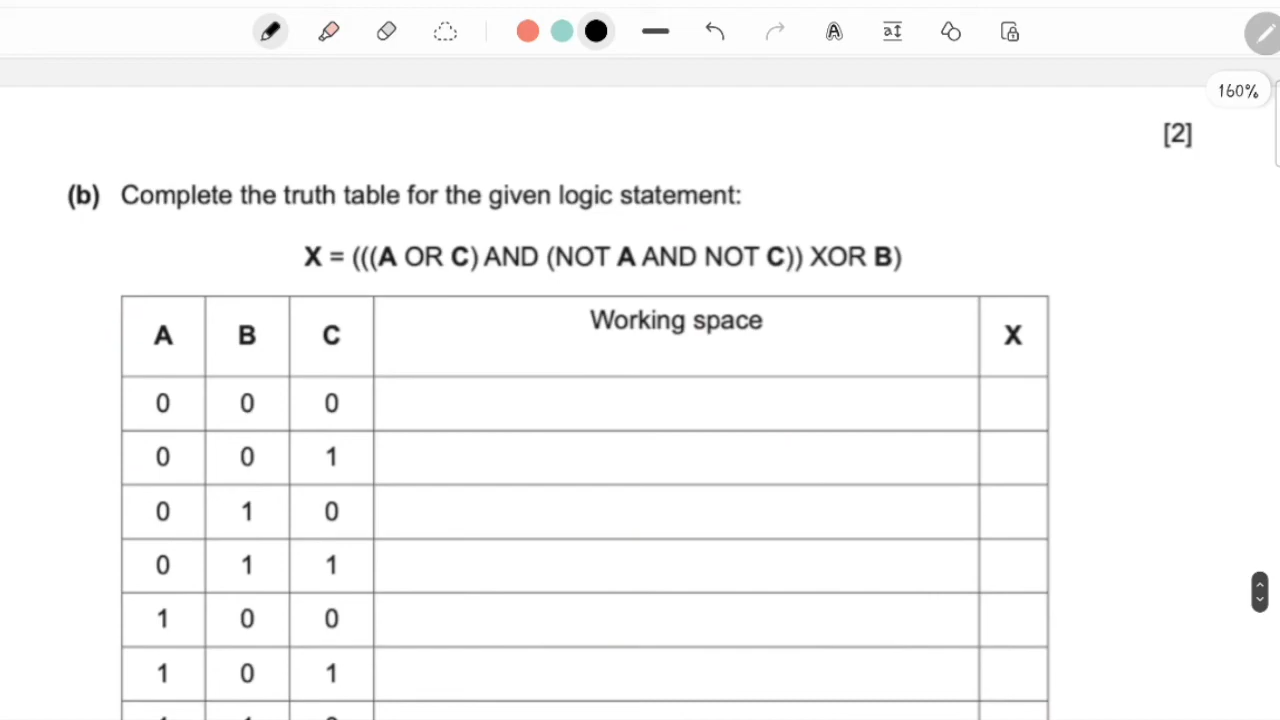 160%
[2]
(b) Complete the truth table for the given logic statement:
X = (((A OR C) AND (NOT A AND NOT C)) XOR B)
A B C Working space X
0 0 0
0 0 1
0 1 0
0 1 1
1 0 0
1 0 1